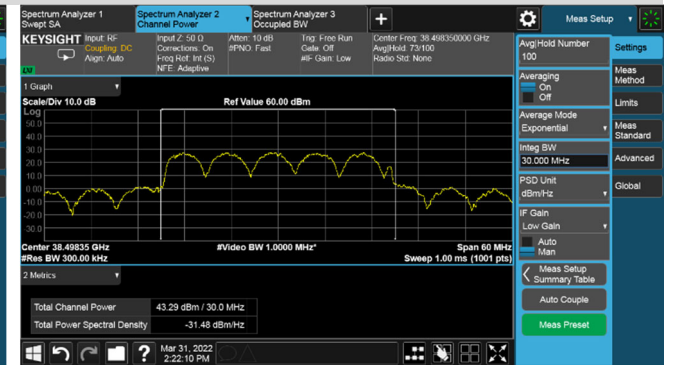 Spectrum Analyzer 1
Swept SA
Spectrum Analyzer 2
Channel Power
Spectrum Analyzer 3
Occupied BW
Meas Setup
KEYSIGHT
Input: RF
Coupling: DC
Align: Auto
Input Z: 50 Ω
Corrections: On
Freq Ref: Int (S)
NFE: Adaptive
Atten: 10 dB
#PNO: Fast
Trig: Free Run
Gate: Off
#IF Gain: Low
Center Freq: 38.498350000 GHz
Avg|Hold: 73/100
Radio Std: None
1 Graph
Scale/Div 10.0 dB
Ref Value 60.00 dBm
Log
50.0
40.0
30.0
20.0
10.0
0.00
-10.0
-20.0
-30.0
Center 38.49835 GHz
#Video BW 1.0000 MHz*
Span 60 MHz
#Res BW 300.00 kHz
Sweep 1.00 ms (1001 pts)
2 Metrics
Total Channel Power 43.29 dBm / 30.0 MHz
Total Power Spectral Density -31.48 dBm/Hz
Mar 31, 2022
2:22:10 PM
Avg|Hold Number
100
Averaging
On
Off
Average Mode
Exponential
Integ BW
30.000 MHz
PSD Unit
dBm/Hz
IF Gain
Low Gain
Auto
Man
Meas Setup
Summary Table
Auto Couple
Meas Preset
Settings
Meas
Method
Limits
Meas
Standard
Advanced
Global